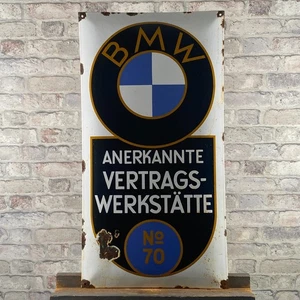 BMW
ANERKANNTE
VERTRAGS-
WERKSTÄTTE
No
70